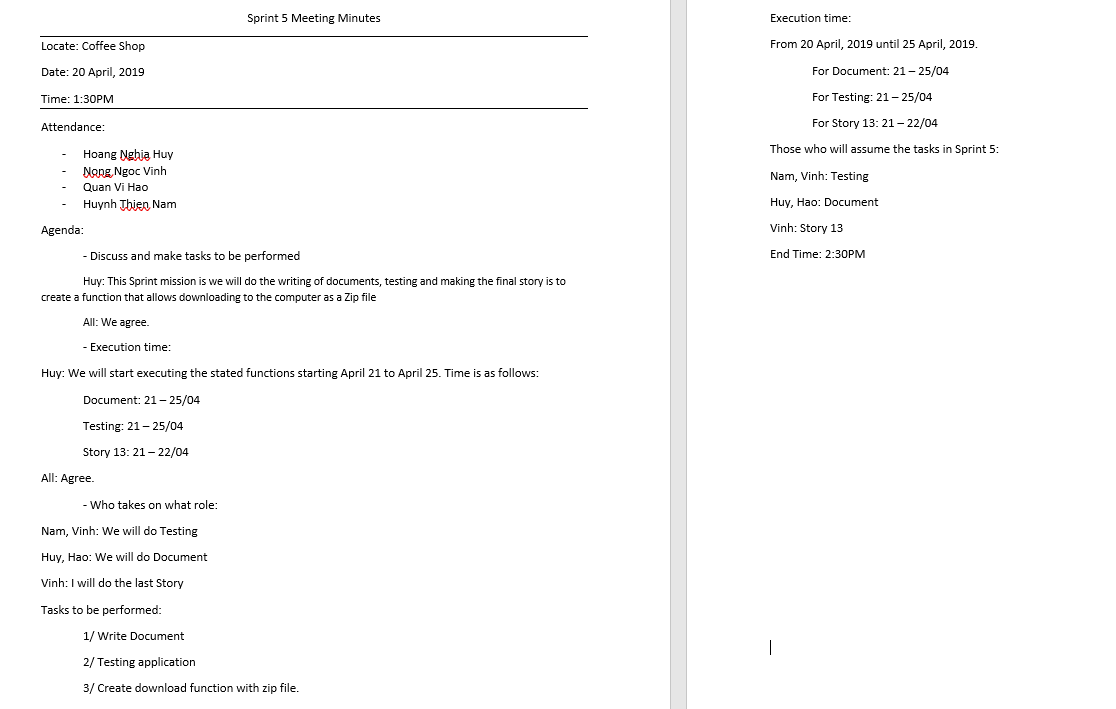 Sprint 5 Meeting Minutes
Locate: Coffee Shop
Date: 20 April, 2019
Time: 1:30PM
Attendance:
- Hoang Nghia Huy
- Nong Ngoc Vinh
- Quan Vi Hao
- Huynh Thien Nam
Agenda:
- Discuss and make tasks to be performed
Huy: This Sprint mission is we will do the writing of documents, testing and making the final story is to
create a function that allows downloading to the computer as a Zip file
All: We agree.
- Execution time:
Huy: We will start executing the stated functions starting April 21 to April 25. Time is as follows:
Document: 21 – 25/04
Testing: 21 – 25/04
Story 13: 21 – 22/04
All: Agree.
- Who takes on what role:
Nam, Vinh: We will do Testing
Huy, Hao: We will do Document
Vinh: I will do the last Story
Tasks to be performed:
1/ Write Document
2/ Testing application
3/ Create download function with zip file.
Execution time:
From 20 April, 2019 until 25 April, 2019.
For Document: 21 – 25/04
For Testing: 21 – 25/04
For Story 13: 21 – 22/04
Those who will assume the tasks in Sprint 5:
Nam, Vinh: Testing
Huy, Hao: Document
Vinh: Story 13
End Time: 2:30PM